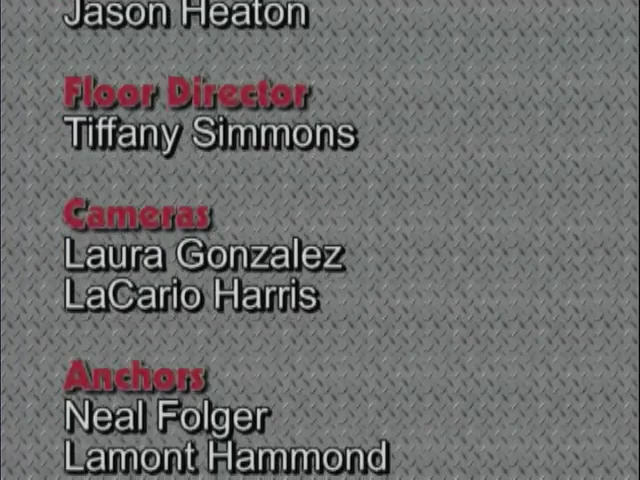 Jason Heaton
Floor Director
Tiffany Simmons
Cameras
Laura Gonzalez
LaCario Harris
Anchors
Neal Folger
Lamont Hammond